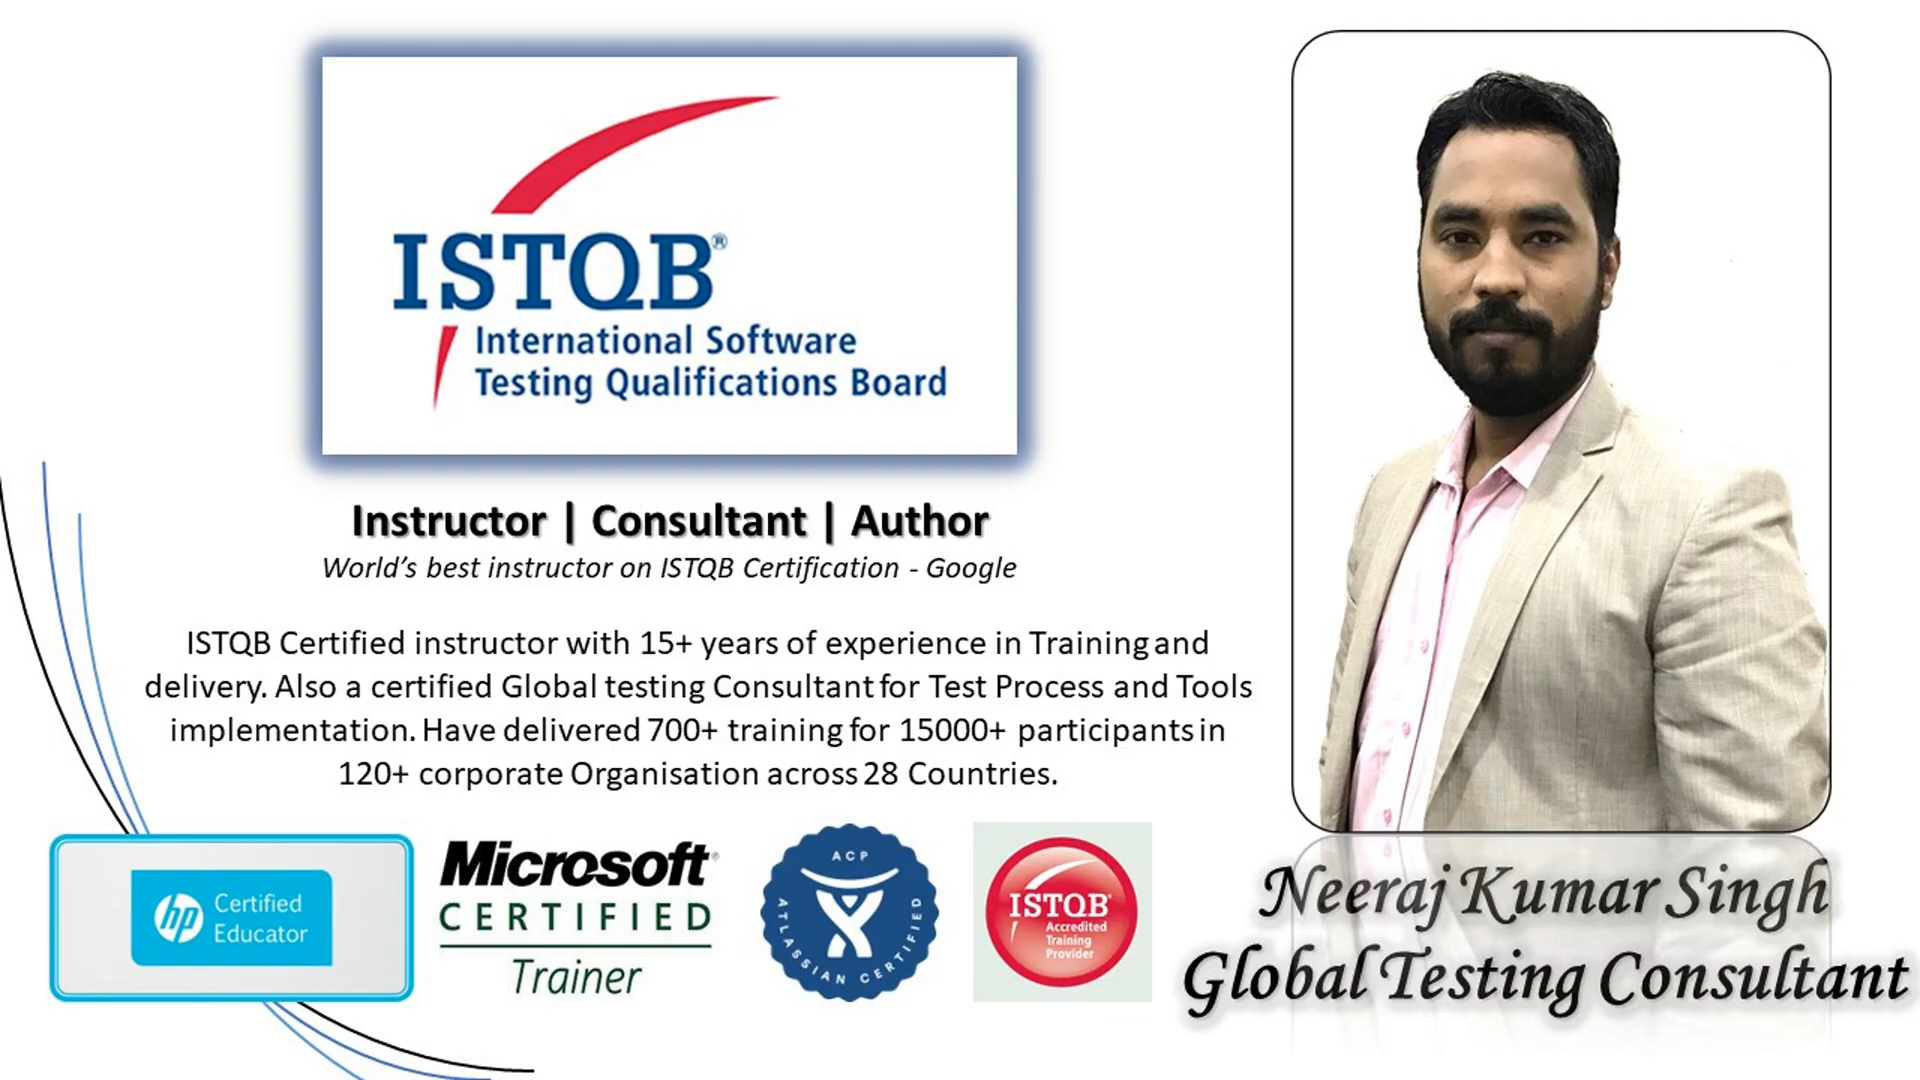 ISTQB®
International Software
Testing Qualifications Board
Instructor | Consultant | Author
World's best instructor on ISTQB Certification - Google
ISTQB Certified instructor with 15+ years of experience in Training and
delivery. Also a certified Global testing Consultant for Test Process and Tools
implementation. Have delivered 700+ training for 15000+ participants in
120+ corporate Organisation across 28 Countries.
hp Certified
Educator
Microsoft®
CERTIFIED
Trainer
ACP
ATLASSIAN CERTIFIED
ISTQB®
Accredited
Training
Provider
Neeraj Kumar Singh
Global Testing Consultant